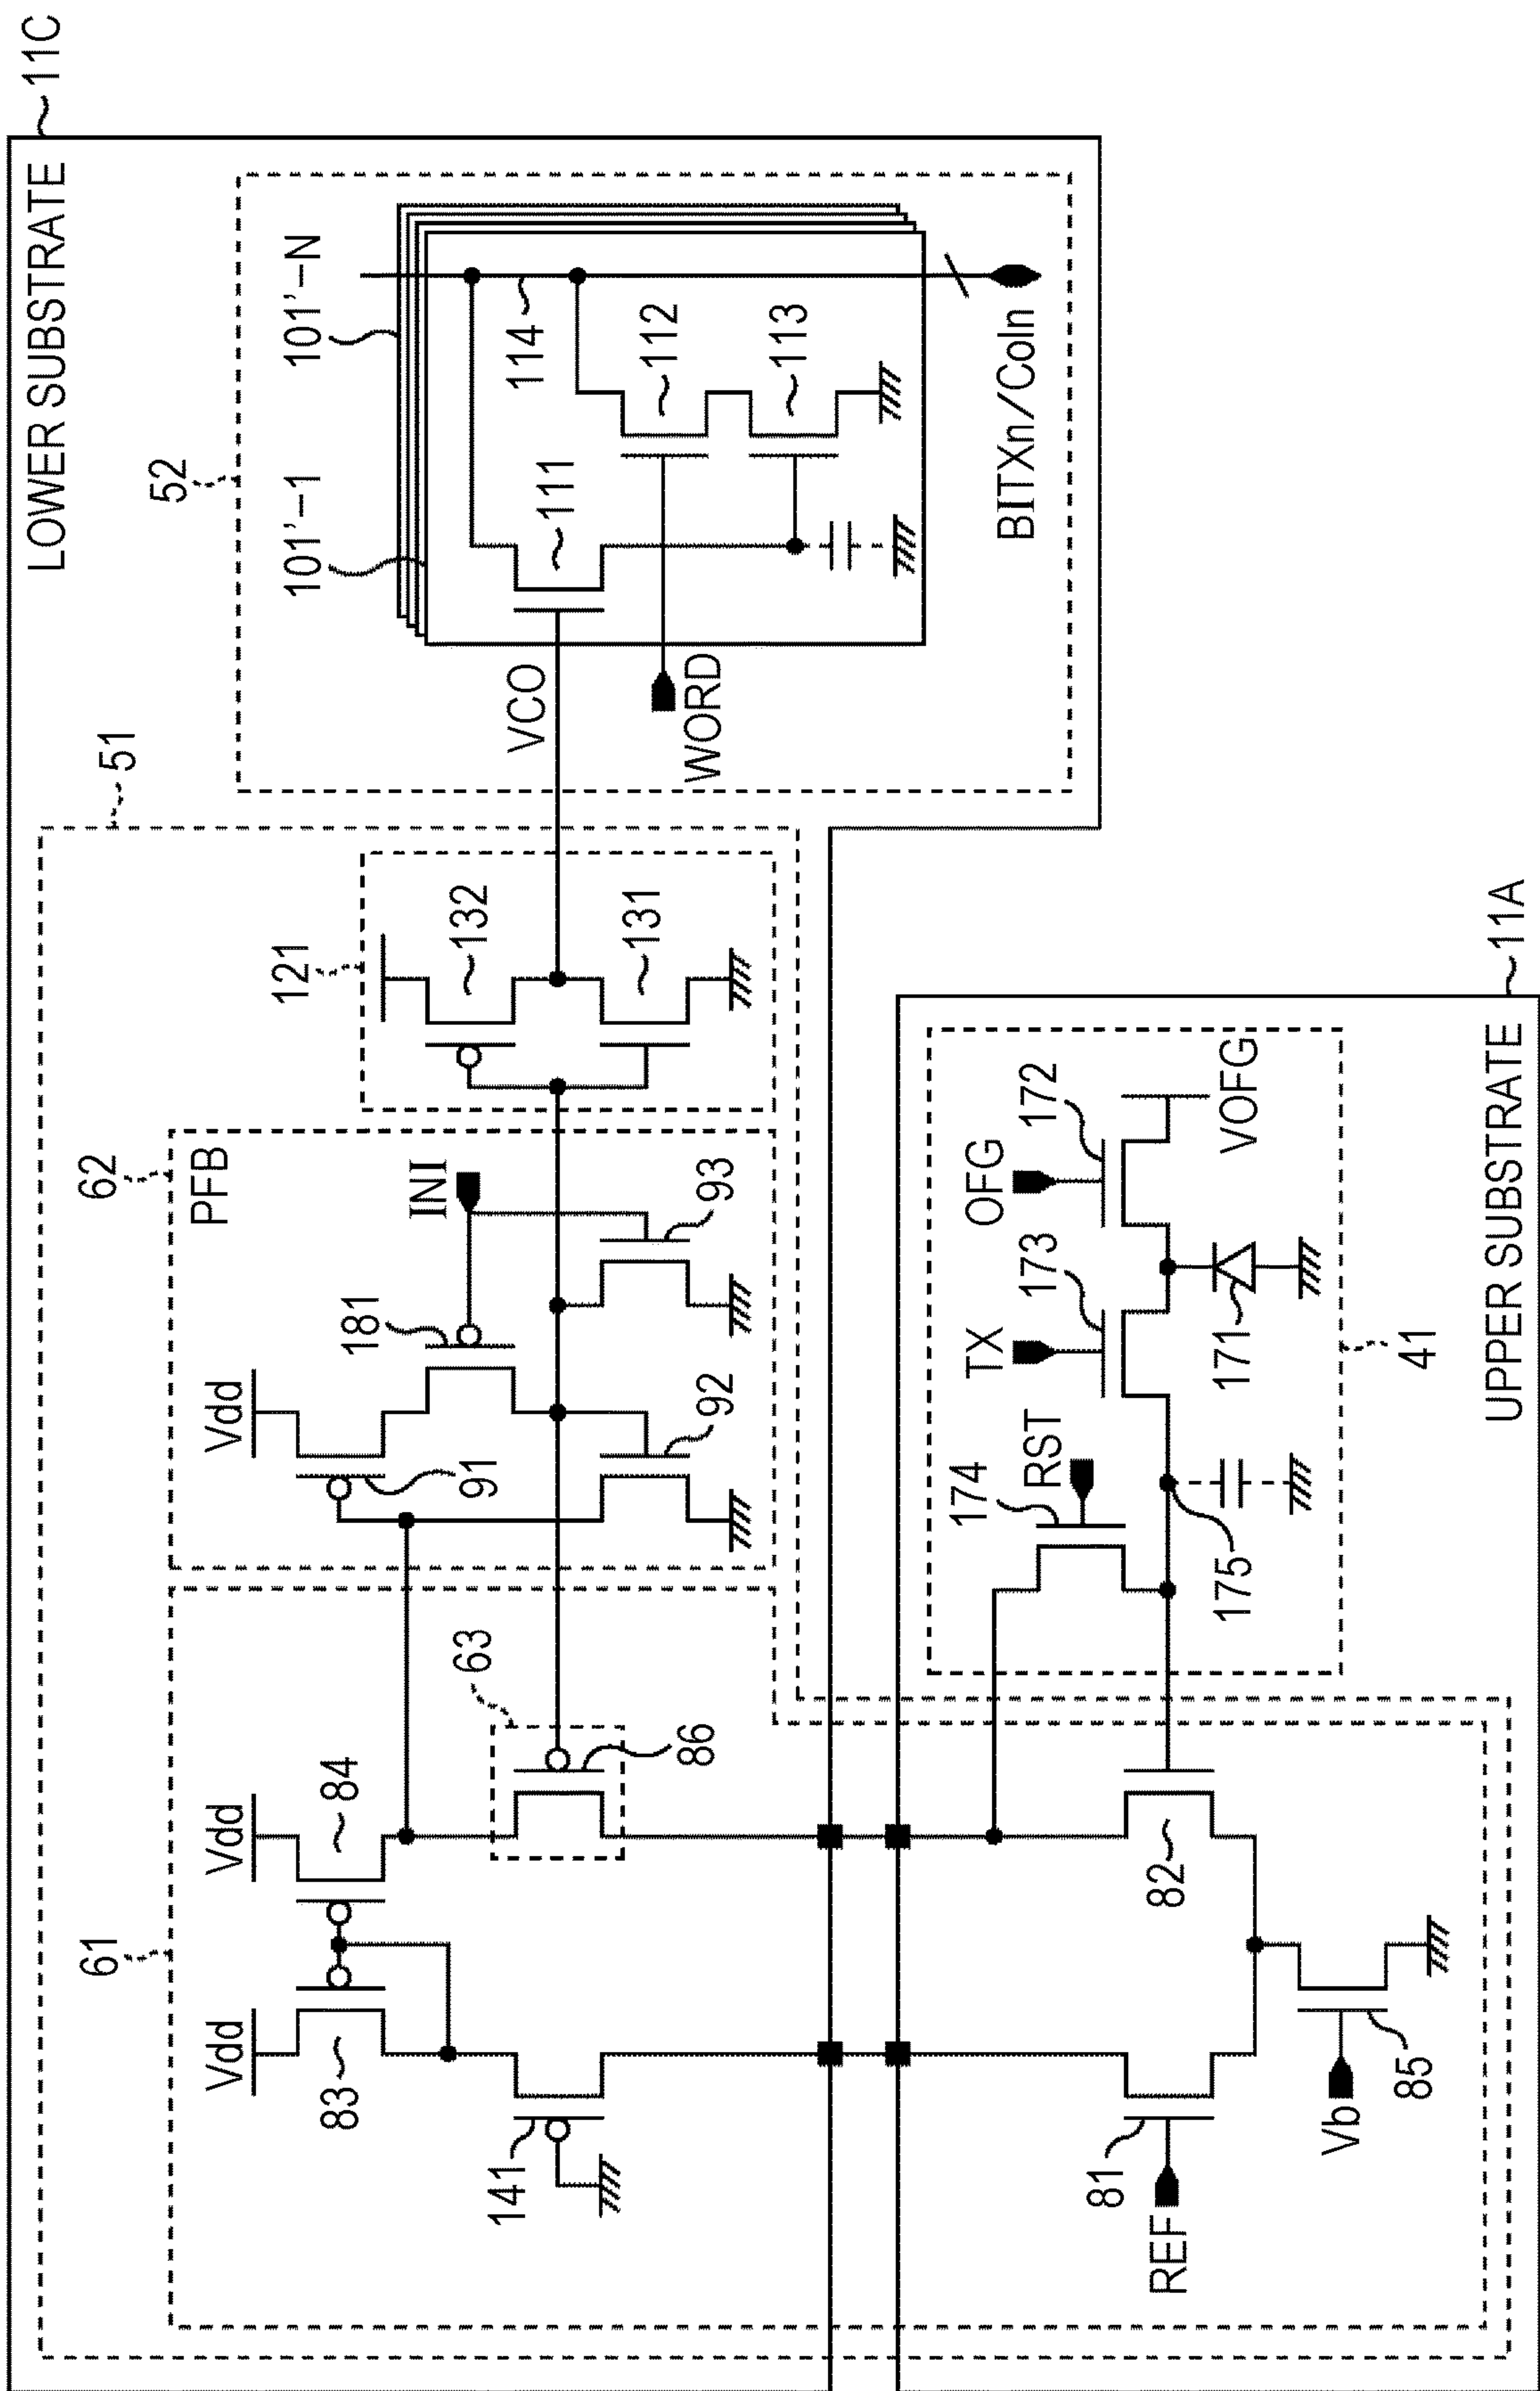 LOWER SUBSTRATE
11C
51
52
101'-1
101'-N
61
62
PFB
121
Vdd
83
Vdd
84
Vdd
91
181
INI
132
131
VCO
111
114
112
113
WORD
BITXn/Coln
141
63
86
92
93
REF
81
82
Vb
85
174
RST
TX
173
OFG
172
175
171
VOFG
41
UPPER SUBSTRATE
11A